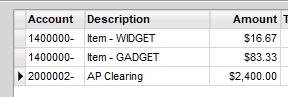 Account Description Amount T
1400000- Item - WIDGET $16.67
1400000- Item - GADGET $83.33
2000002- AP Clearing $2,400.00